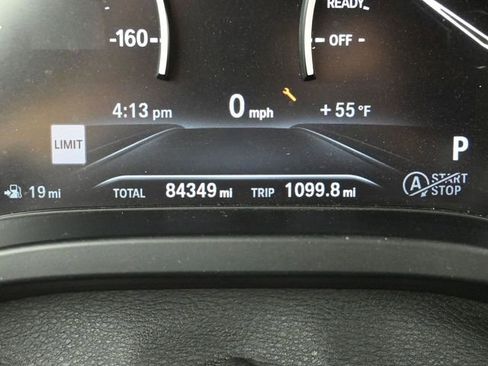 READY
-160- OFF
4:13 pm 0 mph + 55 °F
LIMIT P
19 mi TOTAL 84349 mi TRIP 1099.8 mi A START
STOP